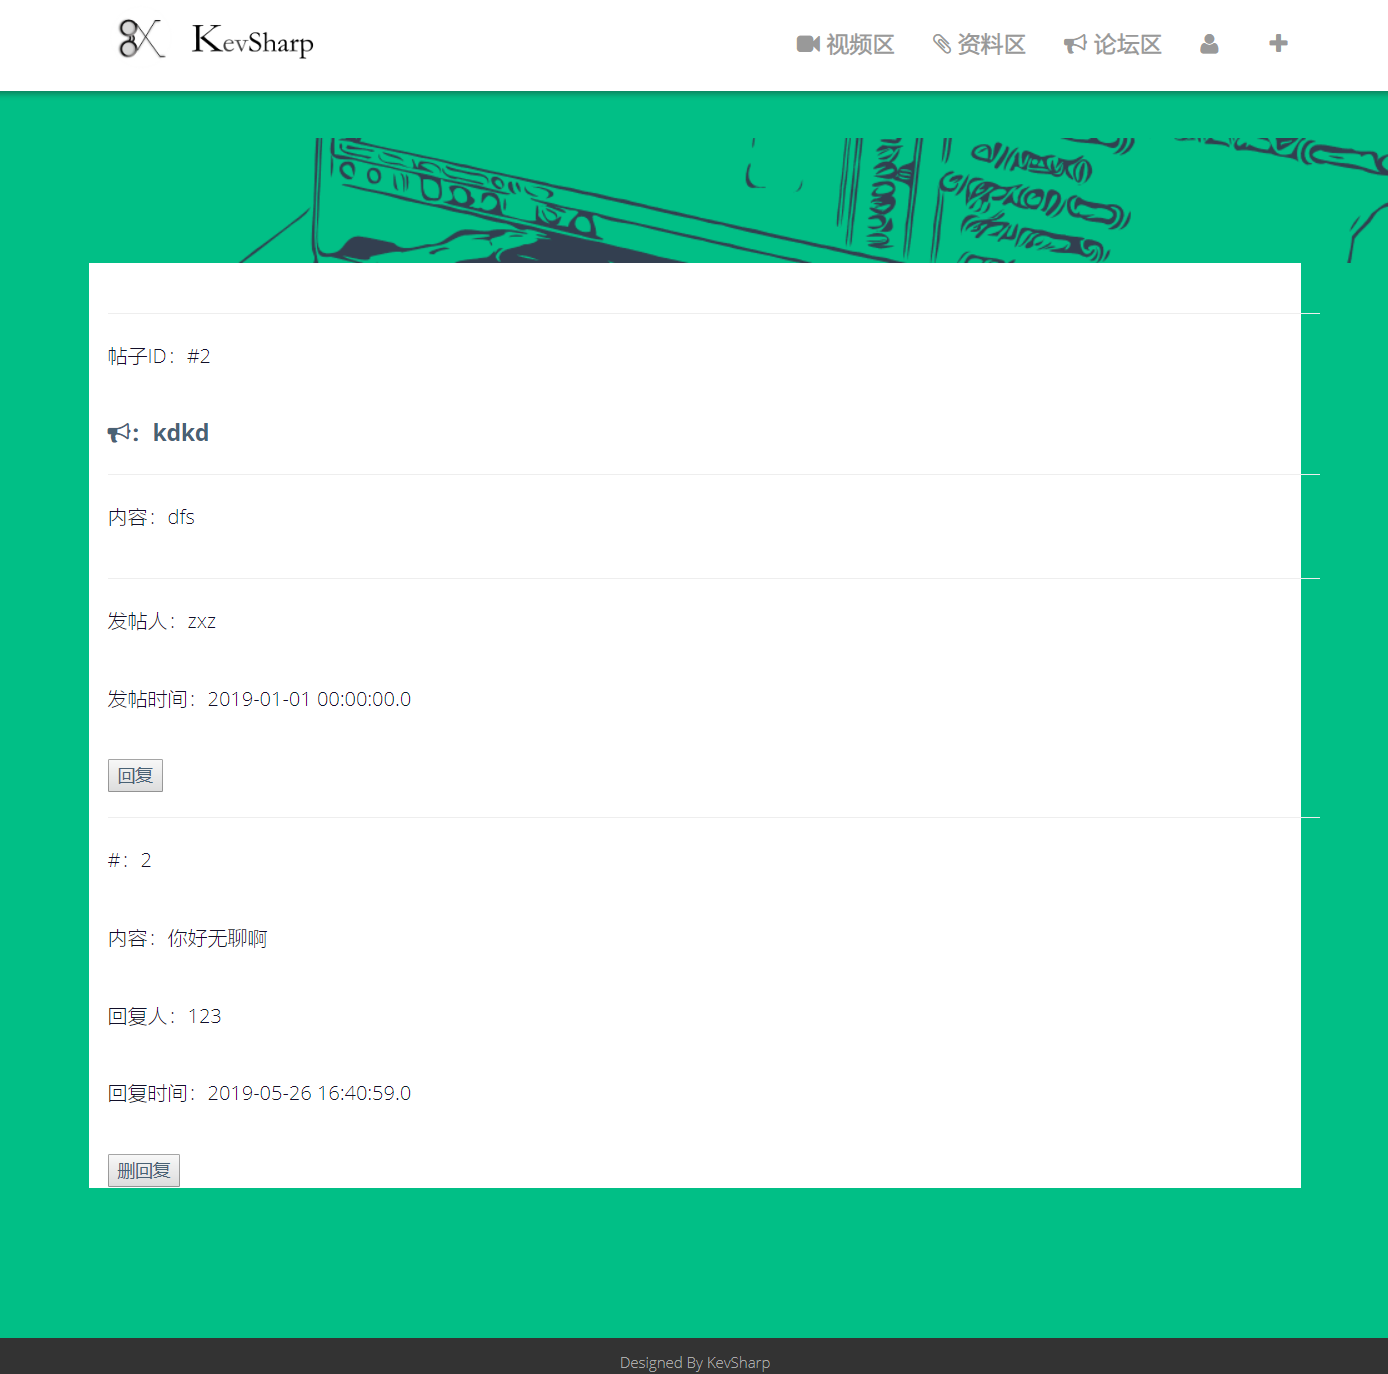 KevSharp
视频区 资料区 论坛区
帖子ID：#2
： kdkd
内容：dfs
发帖人：zxz
发帖时间：2019-01-01 00:00:00.0
回复
#：2
内容：你好无聊啊
回复人：123
回复时间：2019-05-26 16:40:59.0
删回复
Designed By KevSharp